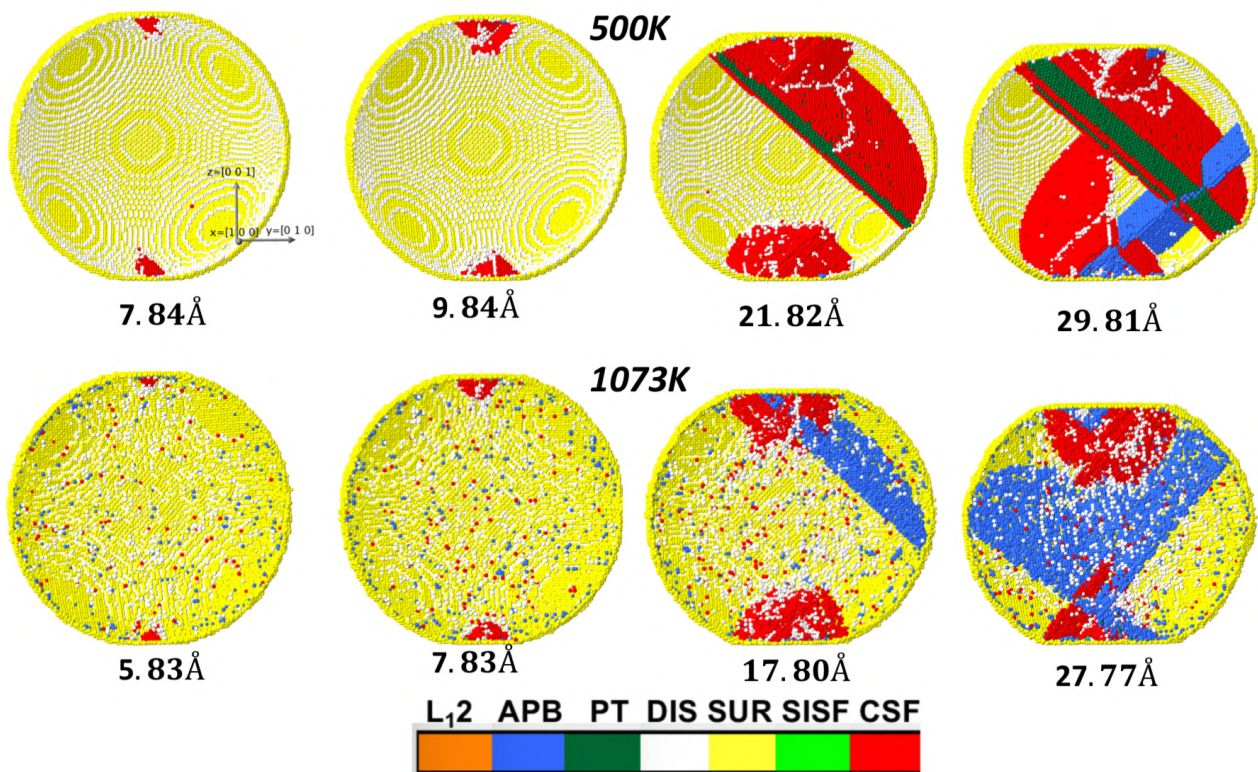 500K
z=[0 0 1]
x=[1 0 0] y=[0 1 0]
7.84Å 9.84Å 21.82Å 29.81Å
1073K
5.83Å 7.83Å 17.80Å 27.77Å
L₁2 APB PT DIS SUR SISF CSF